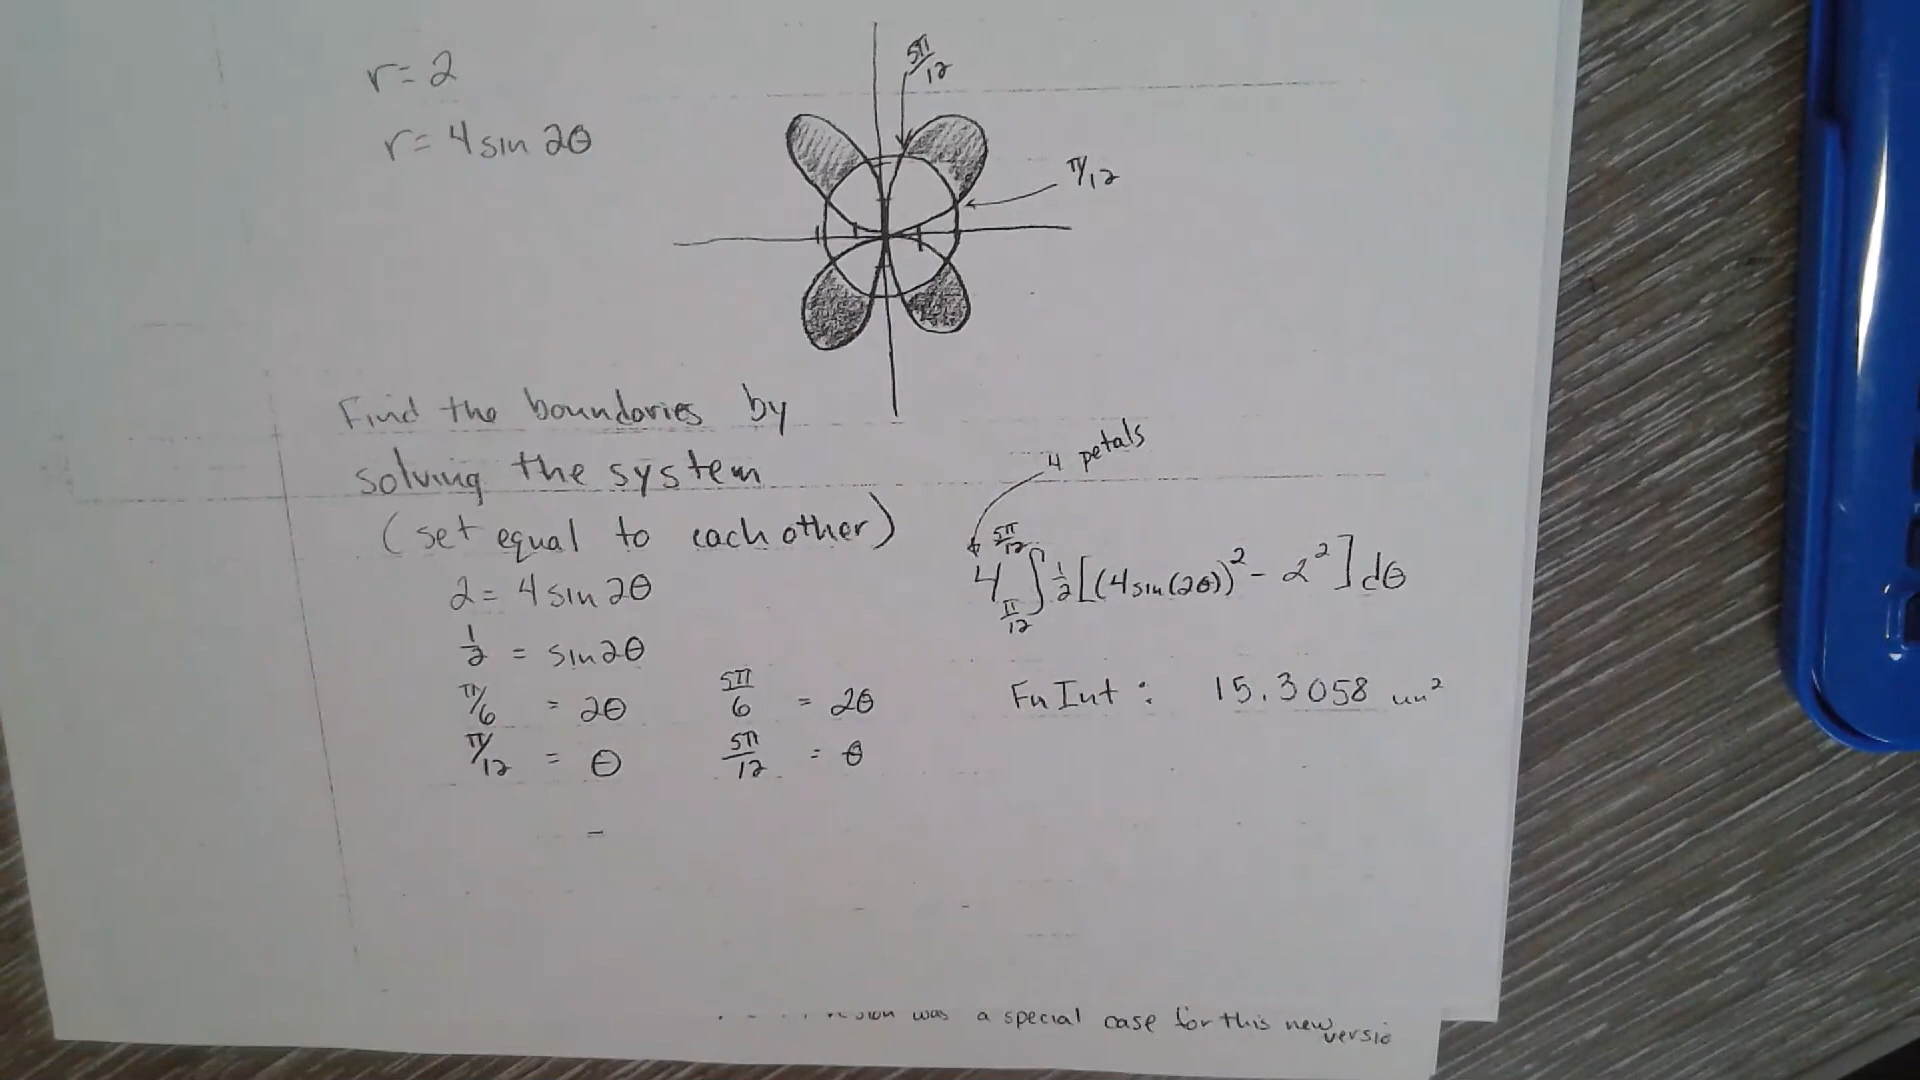 r = 2
r = 4 sin 2θ
5π/12
π/12
Find the boundaries by
solving the system
(set equal to each other)
2 = 4 sin 2θ
1/2 = sin 2θ
π/6 = 2θ 5π/6 = 2θ
π/12 = θ 5π/12 = θ
4 petals
4 ∫_{π/12}^{5π/12} 1/2 [(4 sin(2θ))² - 2²] dθ
Fn Int : 15.3058 un²
was a special case for this new versio